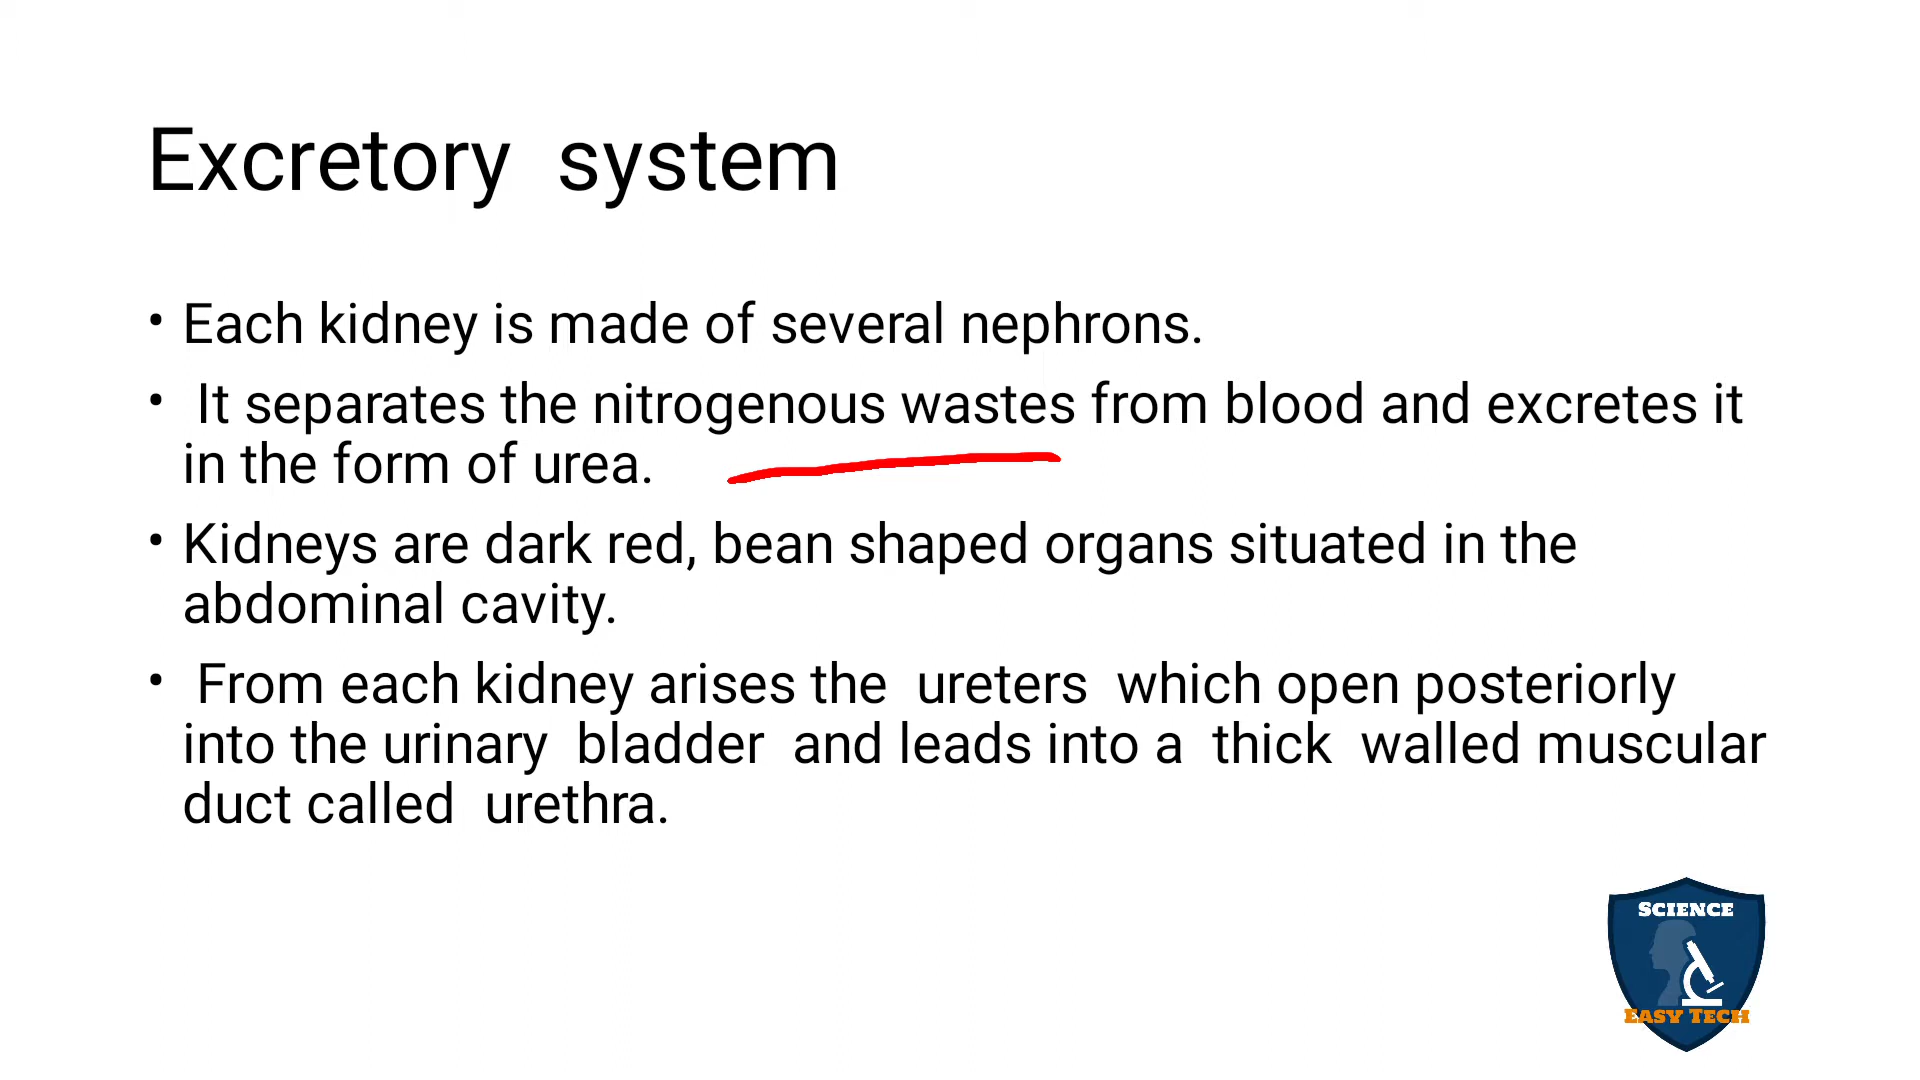 Excretory system
• Each kidney is made of several nephrons.
• It separates the nitrogenous wastes from blood and excretes it
in the form of urea.
• Kidneys are dark red, bean shaped organs situated in the
abdominal cavity.
• From each kidney arises the ureters which open posteriorly
into the urinary bladder and leads into a thick walled muscular
duct called urethra.
SCIENCE
EASY TECH